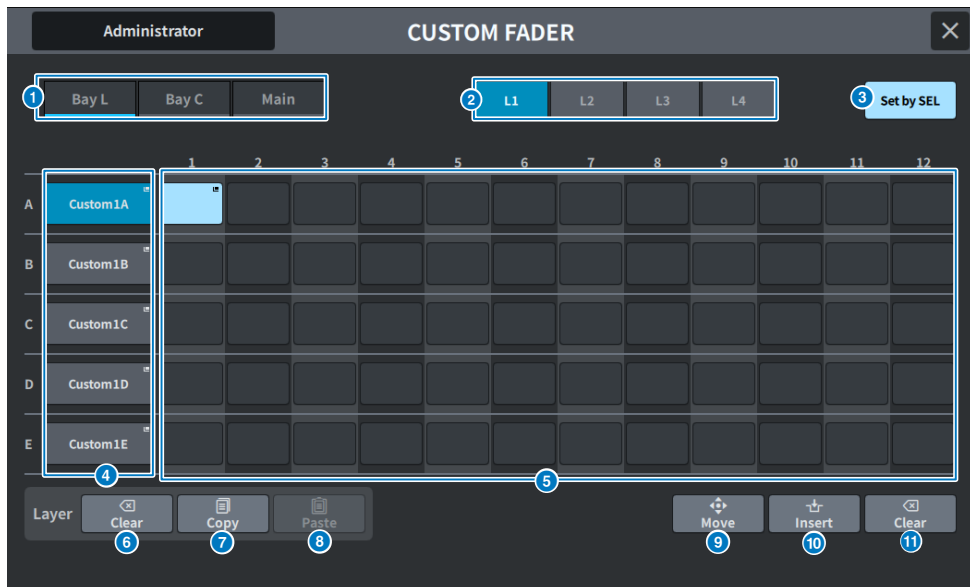 Administrator CUSTOM FADER
1 Bay L Bay C Main 2 L1 L2 L3 L4 3 Set by SEL
1 2 3 4 5 6 7 8 9 10 11 12
A Custom1A
B Custom1B
C Custom1C
D Custom1D
E Custom1E
4 5
Layer Clear Copy Paste Move Insert Clear
6 7 8 9 10 11